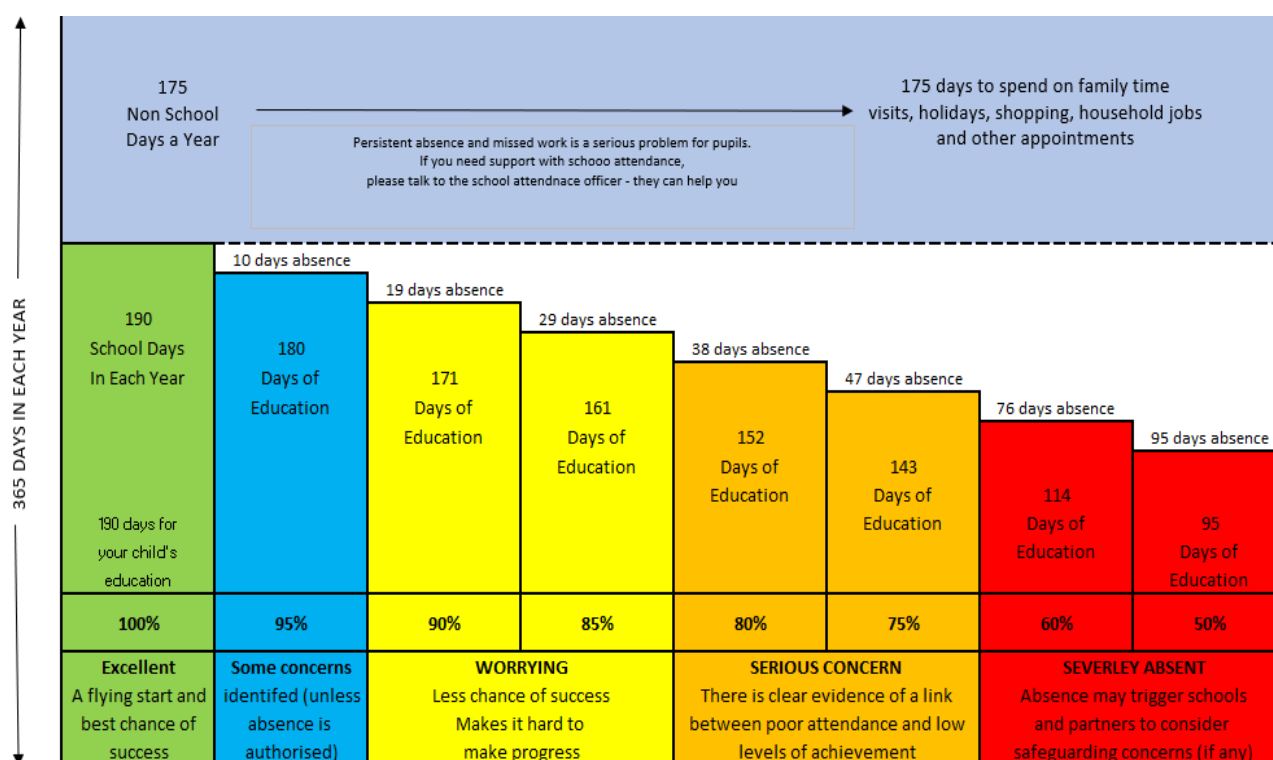 365 DAYS IN EACH YEAR
175
Non School
Days a Year
175 days to spend on family time
visits, holidays, shopping, household jobs
and other appointments
Persistent absence and missed work is a serious problem for pupils.
If you need support with schooo attendance,
please talk to the school attendnace officer - they can help you
190
School Days
In Each Year
190 days for
your child's
education
10 days absence
180
Days of
Education
19 days absence
171
Days of
Education
29 days absence
161
Days of
Education
38 days absence
152
Days of
Education
47 days absence
143
Days of
Education
76 days absence
114
Days of
Education
95 days absence
95
Days of
Education
100%
95%
90%
85%
80%
75%
60%
50%
Excellent
A flying start and
best chance of
success
Some concerns
identifed (unless
absence is
authorised)
WORRYING
Less chance of success
Makes it hard to
make progress
SERIOUS CONCERN
There is clear evidence of a link
between poor attendance and low
levels of achievement
SEVERLEY ABSENT
Absence may trigger schools
and partners to consider
safeguarding concerns (if any)